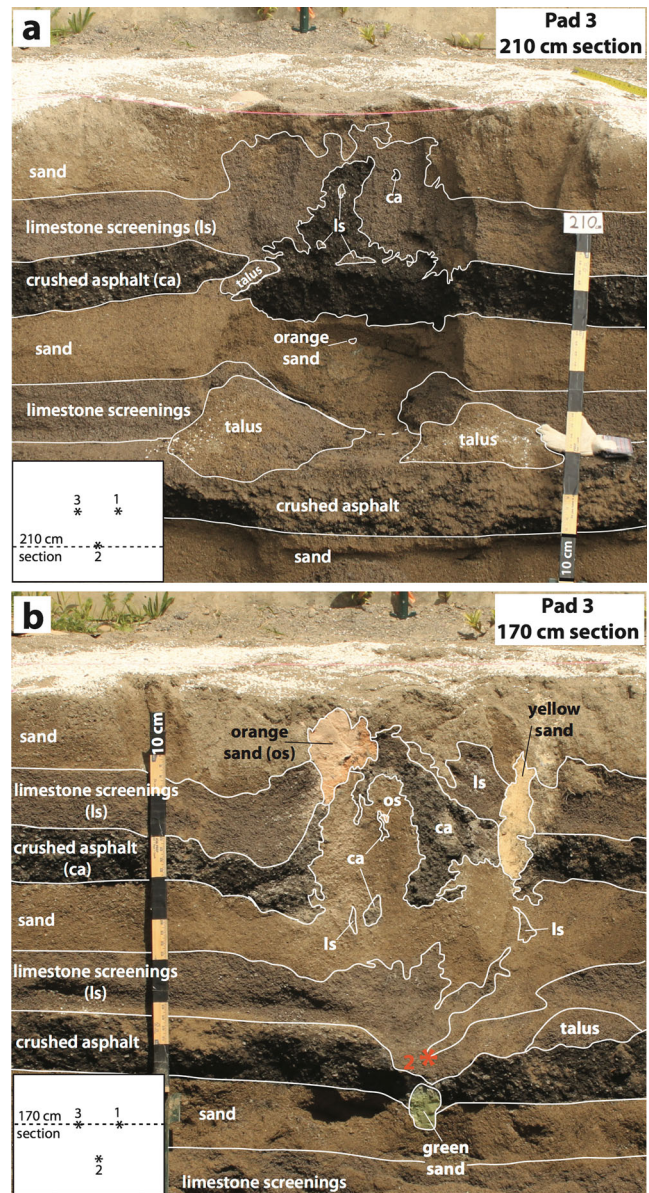 a
Pad 3
210 cm section
sand
limestone screenings (ls)
ca
ls
210
crushed asphalt (ca)
talus
sand
orange
sand
limestone screenings
talus
talus
crushed asphalt
sand
10 cm
3
1
210 cm
section
2
b
Pad 3
170 cm section
sand
10 cm
orange
sand (os)
yellow
sand
limestone screenings
(ls)
ls
os
ca
crushed asphalt
(ca)
ca
sand
ls
ls
limestone screenings
(ls)
crushed asphalt
talus
2
170 cm
section
3
1
2
sand
green
sand
limestone screenings